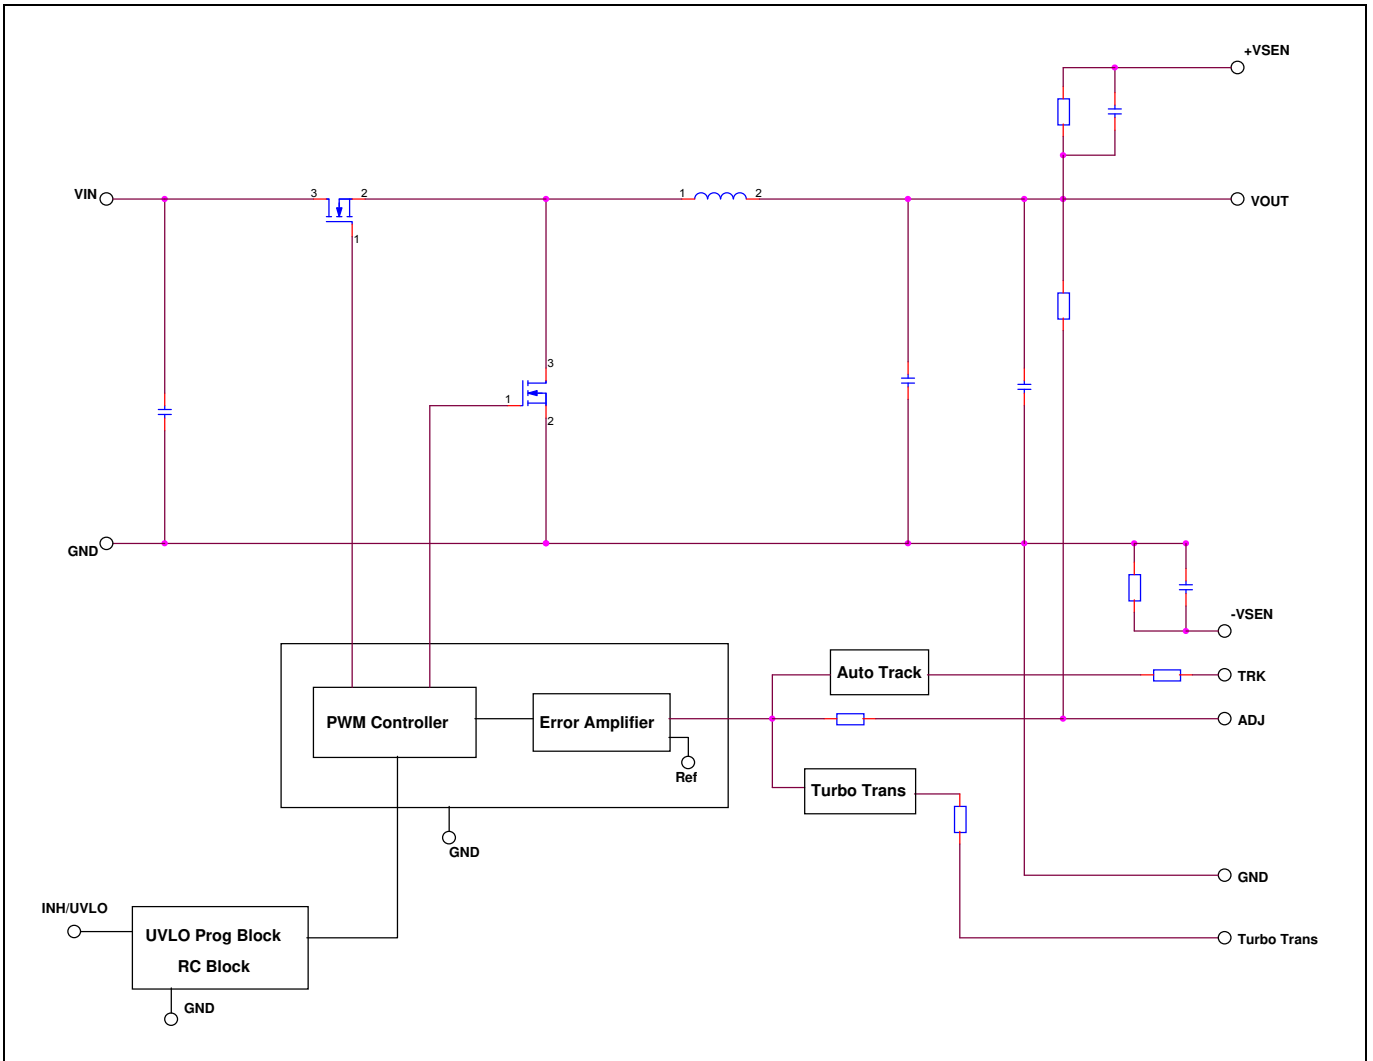 +VSEN
VIN
3
2
1
1
2
VOUT
3
1
2
GND
-VSEN
Auto Track
TRK
PWM Controller
Error Amplifier
ADJ
Ref
Turbo Trans
GND
GND
INH/UVLO
UVLO Prog Block
RC Block
Turbo Trans
GND